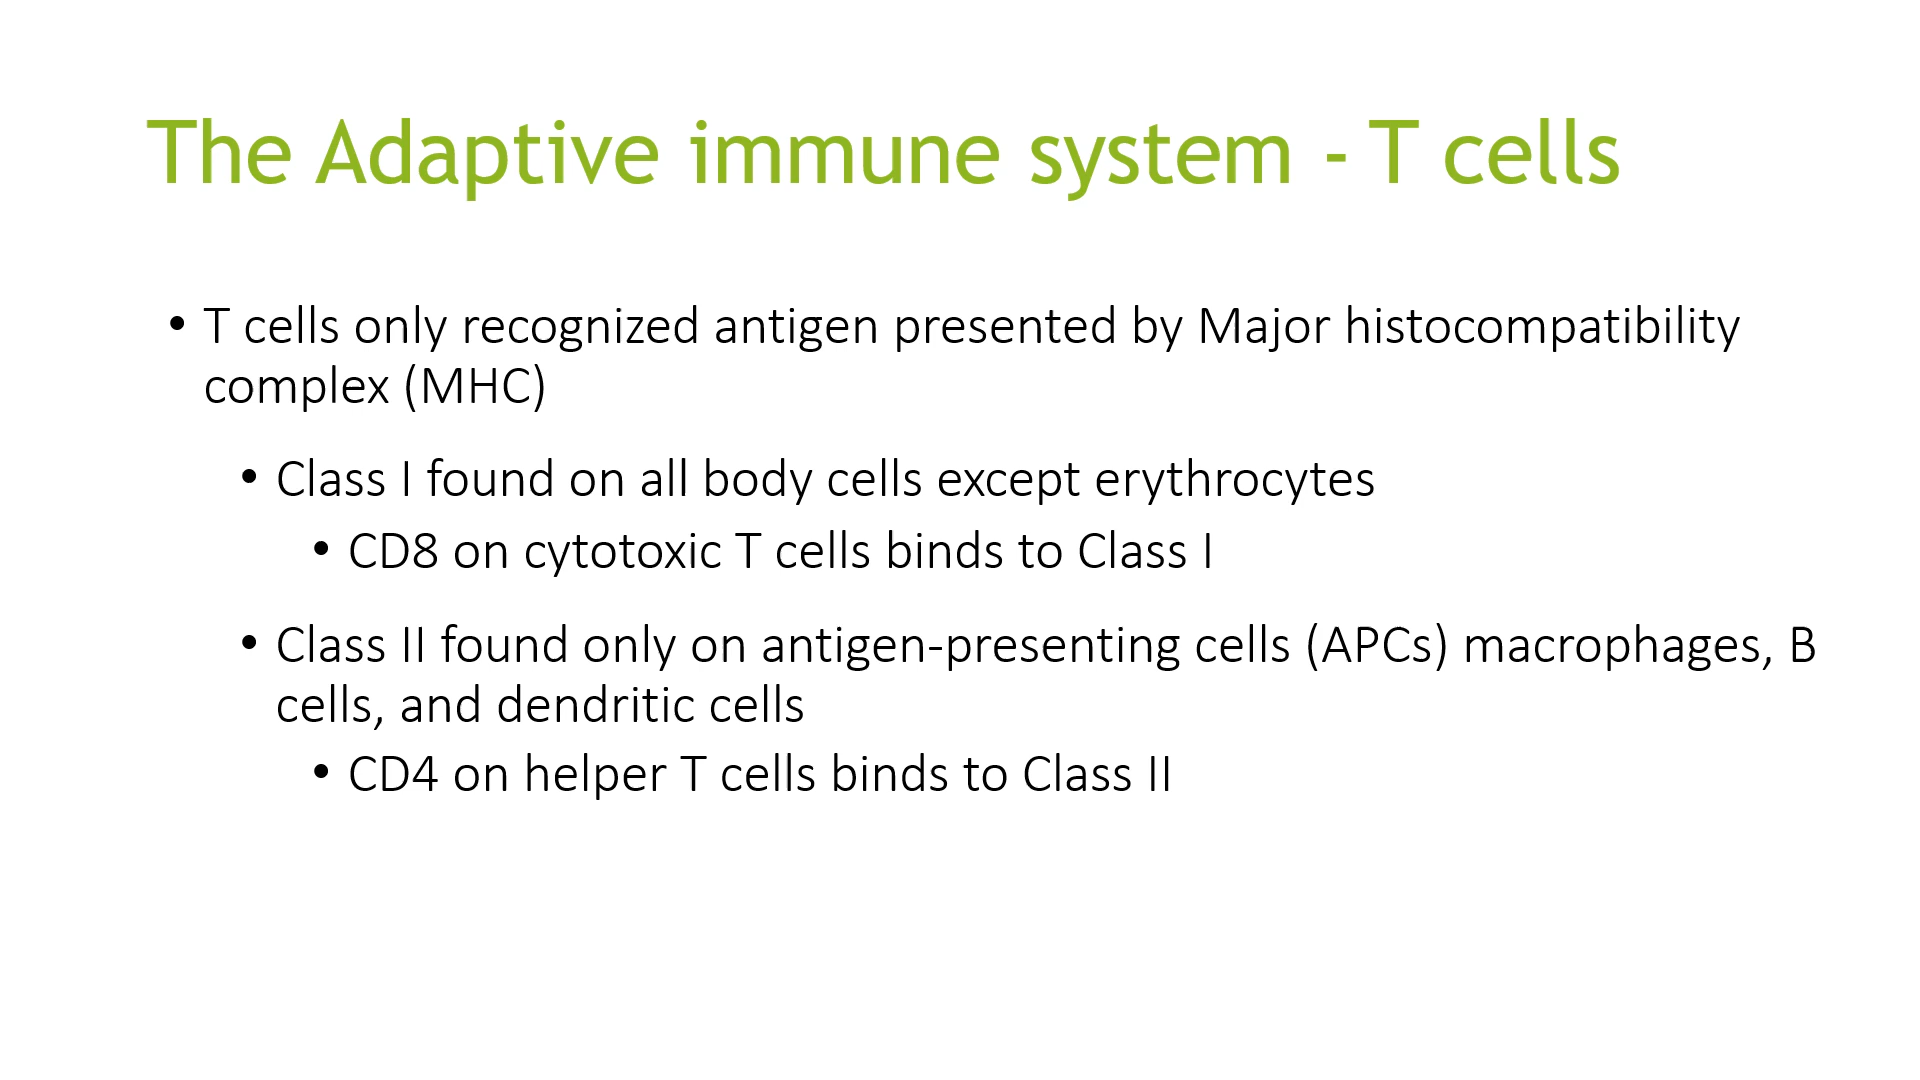 The Adaptive immune system - T cells
• T cells only recognized antigen presented by Major histocompatibility
complex (MHC)
• Class I found on all body cells except erythrocytes
• CD8 on cytotoxic T cells binds to Class I
• Class II found only on antigen-presenting cells (APCs) macrophages, B
cells, and dendritic cells
• CD4 on helper T cells binds to Class II